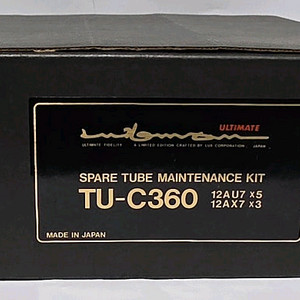 Luxman ULTIMATE
ULTIMATE FIDELITY A LIMITED EDITION CRAFTED BY LUX CORPORATION JAPAN
SPARE TUBE MAINTENANCE KIT
TU-C360 12AU7 x5
12AX7 x3
MADE IN JAPAN